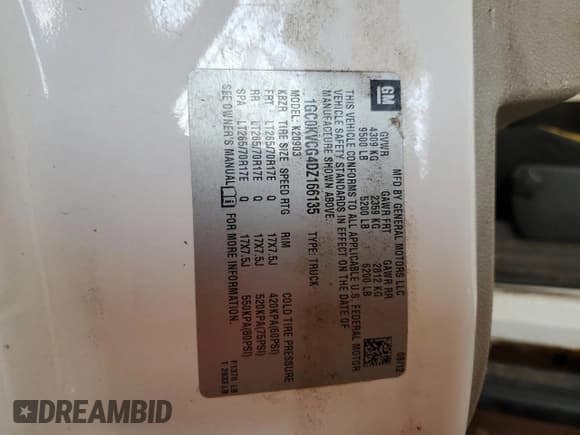 GM
MFD BY GENERAL MOTORS LLC 08/12
GVWR GAWR FRT GAWR RR
4309 KG 2359 KG 2812 KG
9500 LB 5200 LB 6200 LB
THIS VEHICLE CONFORMS TO ALL APPLICABLE U.S. FEDERAL MOTOR
VEHICLE SAFETY STANDARDS IN EFFECT ON THE DATE OF
MANUFACTURE SHOWN ABOVE.
1GC0KVCG4DZ166135 TYPE: TRUCK
MODEL: K20903
KBZR TIRE SIZE SPEED RTG RIM COLD TIRE PRESSURE
FRT LT265/70R17E Q 17X7.5J 420KPA(60PSI)
RR LT265/70R17E Q 17X7.5J 520KPA(75PSI)
SPA LT265/70R17E Q 17X7.5J 550KPA(80PSI)
SEE OWNER'S MANUAL
DREAMBID